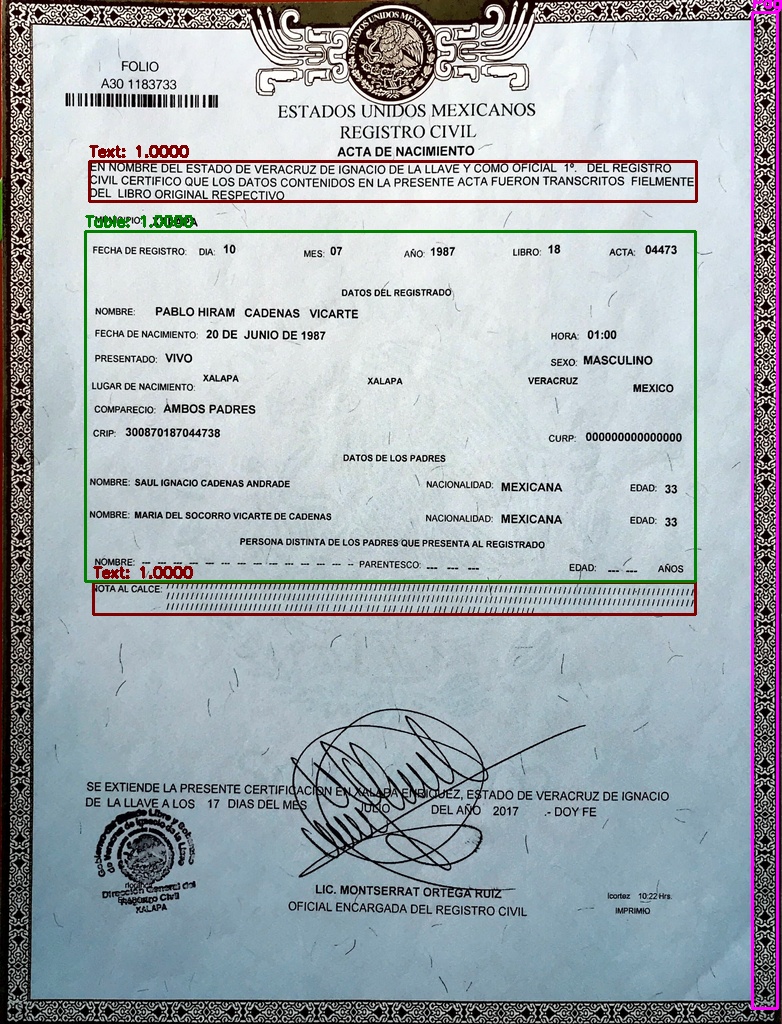 ESTADOS UNIDOS MEXICANOS
FOLIO
A30 1183733
ESTADOS UNIDOS MEXICANOS
REGISTRO CIVIL
ACTA DE NACIMIENTO
Text: 1.0000
EN NOMBRE DEL ESTADO DE VERACRUZ DE IGNACIO DE LA LLAVE Y COMO OFICIAL 1º. DEL REGISTRO
CIVIL CERTIFICO QUE LOS DATOS CONTENIDOS EN LA PRESENTE ACTA FUERON TRANSCRITOS FIELMENTE
DEL LIBRO ORIGINAL RESPECTIVO
Table: 1.0000
FECHA DE REGISTRO: DIA: 10 MES: 07 AÑO: 1987 LIBRO: 18 ACTA: 04473
DATOS DEL REGISTRADO
NOMBRE: PABLO HIRAM CADENAS VICARTE
FECHA DE NACIMIENTO: 20 DE JUNIO DE 1987 HORA: 01:00
PRESENTADO: VIVO SEXO: MASCULINO
LUGAR DE NACIMIENTO: XALAPA XALAPA VERACRUZ MEXICO
COMPARECIO: AMBOS PADRES
CRIP: 300870187044738 CURP: 000000000000000
DATOS DE LOS PADRES
NOMBRE: SAUL IGNACIO CADENAS ANDRADE NACIONALIDAD: MEXICANA EDAD: 33
NOMBRE: MARIA DEL SOCORRO VICARTE DE CADENAS NACIONALIDAD: MEXICANA EDAD: 33
PERSONA DISTINTA DE LOS PADRES QUE PRESENTA AL REGISTRADO
NOMBRE: -- -- -- -- -- -- -- -- -- -- -- -- PARENTESCO: -- -- -- EDAD: -- -- AÑOS
Text: 1.0000
NOTA AL CALCE:
SE EXTIENDE LA PRESENTE CERTIFICACIÓN EN XALAPA ENRIQUEZ, ESTADO DE VERACRUZ DE IGNACIO
DE LA LLAVE A LOS 17 DIAS DEL MES JULIO DEL AÑO 2017 .- DOY FE
Dirección General del
Registro Civil
XALAPA
LIC. MONTSERRAT ORTEGA RUIZ
OFICIAL ENCARGADA DEL REGISTRO CIVIL
lcortez 10:22 Hrs.
IMPRIMIO